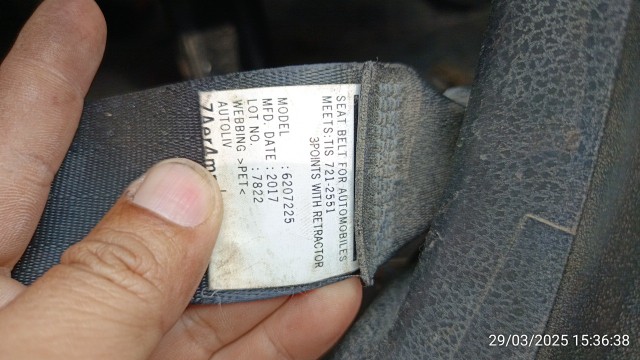 SEAT BELT FOR AUTOMOBILES
MEETS:TIS 721-2551
3POINTS WITH RETRACTOR
MODEL : 6207225
MFD. DATE : 2017
LOT NO. : 7822
WEBBING >PET<
AUTOLIV
29/03/2025 15:36:38